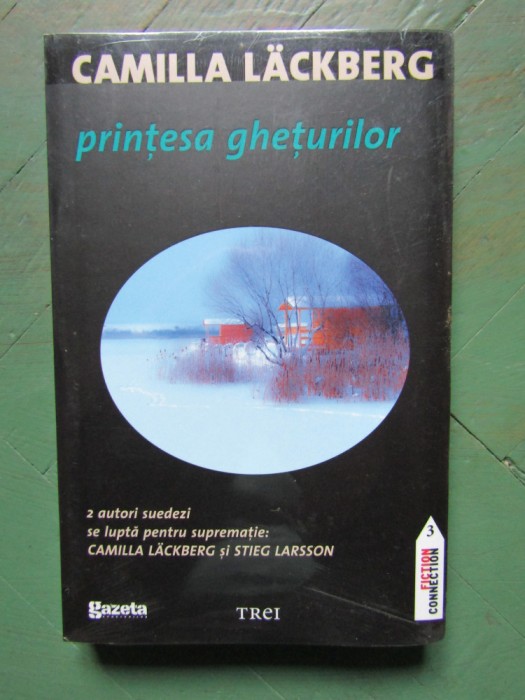 CAMILLA LÄCKBERG
prințesa ghețurilor
2 autori suedezi
se luptă pentru supremație:
CAMILLA LÄCKBERG și STIEG LARSSON
gazeta
TREI
3
FICTION
CONNECTION